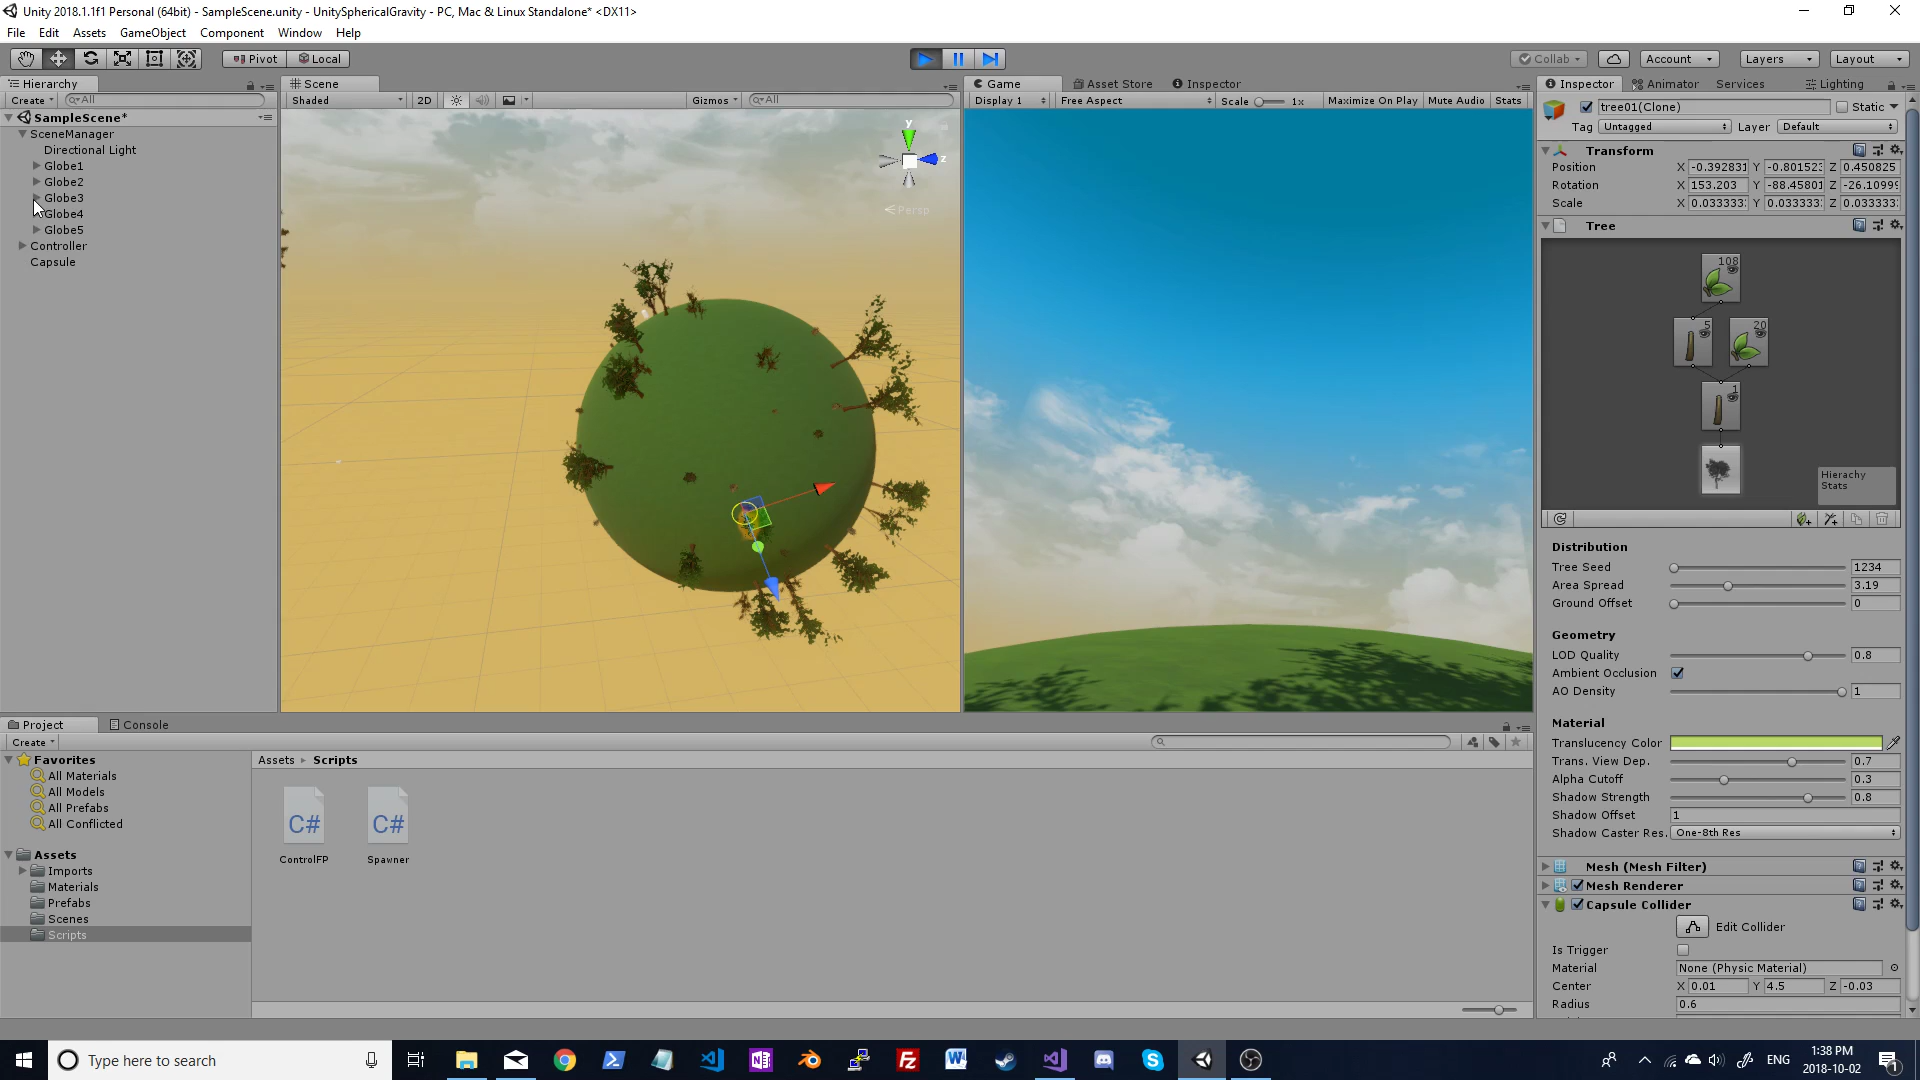 Unity 2018.1.1f1 Personal (64bit) - SampleScene.unity - UnitySphericalGravity - PC, Mac & Linux Standalone* <DX11>
File Edit Assets GameObject Component Window Help
Pivot Local Collab Account Layers Layout
Hierarchy
Create All
SampleScene*
SceneManager
Directional Light
Globe1
Globe2
Globe3
Globe4
Globe5
Controller
Capsule
Scene
Shaded 2D Gizmos All
y
z
Persp
Game Asset Store Inspector
Display 1 Free Aspect Scale 1x Maximize On Play Mute Audio Stats
Inspector Animator Services Lighting
tree01(Clone) Static
Tag Untagged Layer Default
Transform
Position X -0.392831 Y -0.801523 Z 0.450825
Rotation X 153.203 Y -88.45801 Z -26.10999
Scale X 0.033333 Y 0.033333 Z 0.033333
Tree
108
5 20
1
Hierachy
Stats
Distribution
Tree Seed 1234
Area Spread 3.19
Ground Offset 0
Geometry
LOD Quality 0.8
Ambient Occlusion
AO Density 1
Material
Translucency Color
Trans. View Dep. 0.7
Alpha Cutoff 0.3
Shadow Strength 0.8
Shadow Offset 1
Shadow Caster Res. One-8th Res
Mesh (Mesh Filter)
Mesh Renderer
Capsule Collider
Edit Collider
Is Trigger
Material None (Physic Material)
Center X 0.01 Y 4.5 Z -0.03
Radius 0.6
Project Console
Create
Favorites
All Materials
All Models
All Prefabs
All Conflicted
Assets
Imports
Materials
Prefabs
Scenes
Scripts
Assets Scripts
C# C#
ControlFP Spawner
Type here to search
ENG
1:38 PM
2018-10-02
1